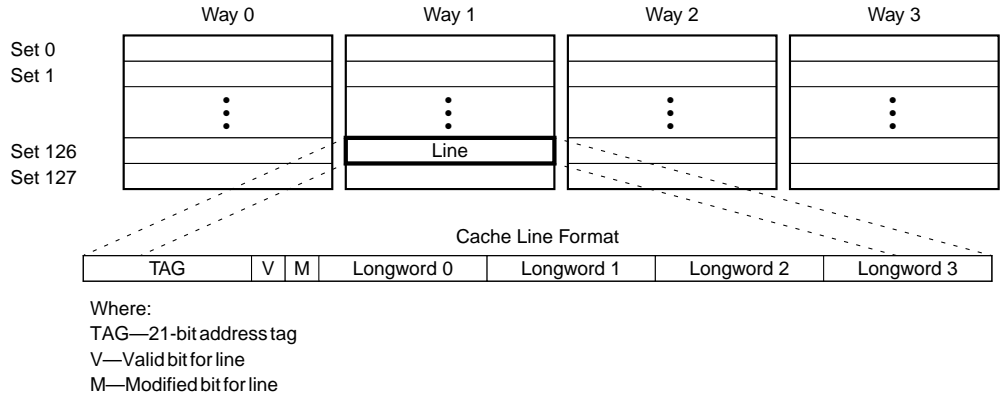 Way 0 Way 1 Way 2 Way 3
Set 0
Set 1
Set 126 Line
Set 127
Cache Line Format
TAG V M Longword 0 Longword 1 Longword 2 Longword 3
Where:
TAG—21-bit address tag
V—Valid bit for line
M—Modified bit for line